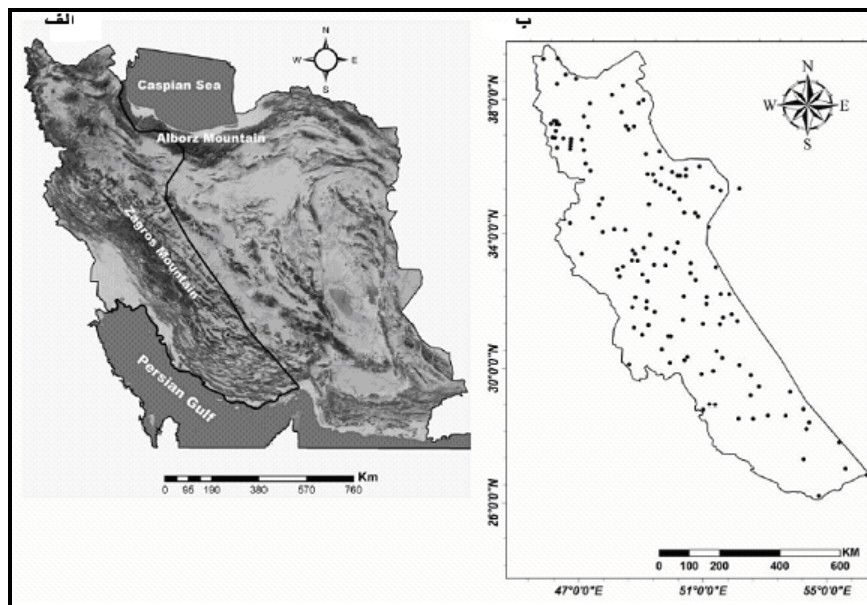 الف
N
W E
S
Caspian Sea
Alborz Mountain
Zagros Mountain
Persian Gulf
Km
0 95 190 380 570 760
ب
N
W E
S
38°0'0"N
34°0'0"N
30°0'0"N
26°0'0"N
KM
0 100 200 400 600
47°0'0"E 51°0'0"E 55°0'0"E